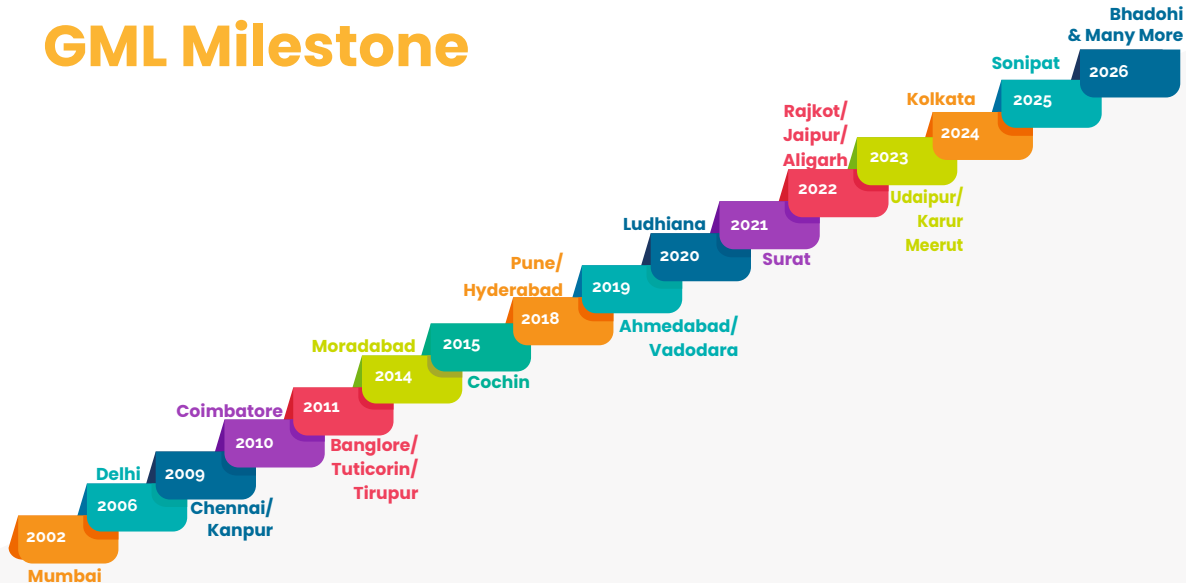 GML Milestone
2002
Mumbai
2006
Delhi
2009
Chennai/
Kanpur
2010
Coimbatore
2011
Banglore/
Tuticorin/
Tirupur
2014
Moradabad
2015
Cochin
2018
Pune/
Hyderabad
2019
Ahmedabad/
Vadodara
2020
Ludhiana
2021
Surat
2022
Rajkot/
Jaipur/
Aligarh
2023
Udaipur/
Karur
Meerut
2024
Kolkata
2025
Sonipat
2026
Bhadohi
& Many More